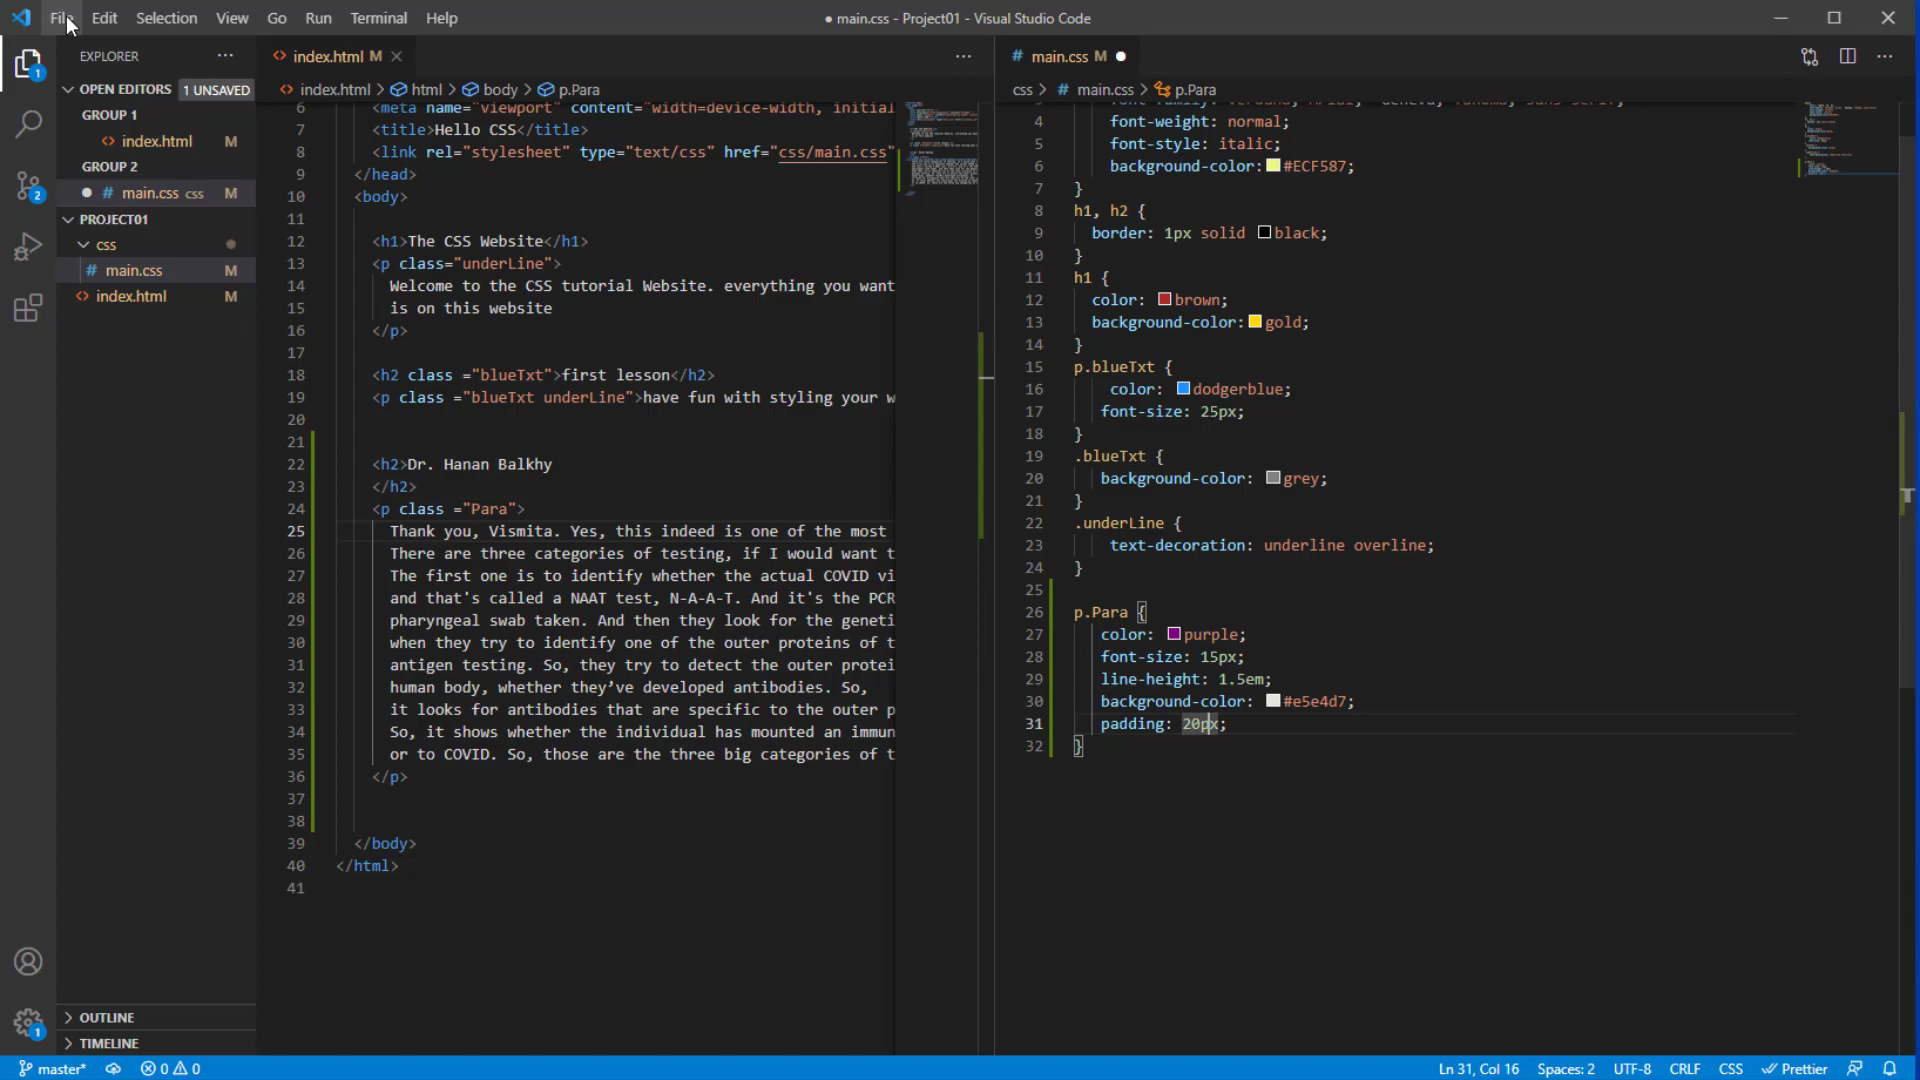 File Edit Selection View Go Run Terminal Help
● main.css - Project01 - Visual Studio Code
EXPLORER
OPEN EDITORS 1 UNSAVED
GROUP 1
index.html M
GROUP 2
main.css css M
PROJECT01
css
main.css M
index.html M
OUTLINE
TIMELINE
index.html M
index.html > html > body > p.Para
6 <meta name="viewport" content="width=device-width, initial
7 <title>Hello CSS</title>
8 <link rel="stylesheet" type="text/css" href="css/main.css"
9 </head>
10 <body>
11
12 <h1>The CSS Website</h1>
13 <p class="underLine">
14 Welcome to the CSS tutorial Website. everything you want
15 is on this website
16 </p>
17
18 <h2 class ="blueTxt">first lesson</h2>
19 <p class ="blueTxt underLine">have fun with styling your w
20
21
22 <h2>Dr. Hanan Balkhy
23 </h2>
24 <p class ="Para">
25 Thank you, Vismita. Yes, this indeed is one of the most
26 There are three categories of testing, if I would want t
27 The first one is to identify whether the actual COVID vi
28 and that's called a NAAT test, N-A-A-T. And it's the PCR
29 pharyngeal swab taken. And then they look for the geneti
30 when they try to identify one of the outer proteins of t
31 antigen testing. So, they try to detect the outer protei
32 human body, whether they’ve developed antibodies. So,
33 it looks for antibodies that are specific to the outer p
34 So, it shows whether the individual has mounted an immun
35 or to COVID. So, those are the three big categories of t
36 </p>
37
38
39 </body>
40 </html>
41
# main.css M
css > # main.css > p.Para
4 font-weight: normal;
5 font-style: italic;
6 background-color: #ECF587;
7 }
8 h1, h2 {
9 border: 1px solid black;
10 }
11 h1 {
12 color: brown;
13 background-color: gold;
14 }
15 p.blueTxt {
16 color: dodgerblue;
17 font-size: 25px;
18 }
19 .blueTxt {
20 background-color: grey;
21 }
22 .underLine {
23 text-decoration: underline overline;
24 }
25
26 p.Para {
27 color: purple;
28 font-size: 15px;
29 line-height: 1.5em;
30 background-color: #e5e4d7;
31 padding: 20px;
32 }
1
2
1
master* 0 0
Ln 31, Col 16 Spaces: 2 UTF-8 CRLF CSS Prettier